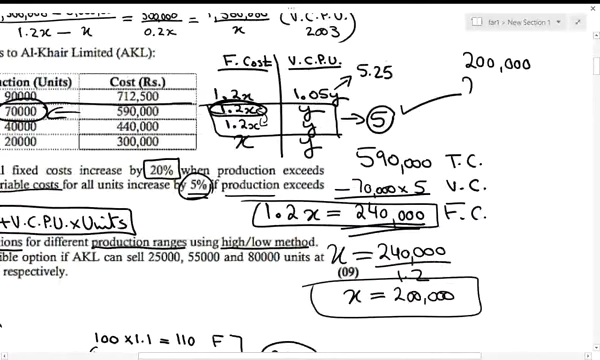 1.2x − x = 300,000 / 0.2x = 1,500,000 / x (V.C.P.U.) 2003
far1 > New Section 1
s to Al-Khair Limited (AKL):
ction (Units) Cost (Rs.)
90000 712,500
70000 590,000
40000 440,000
20000 300,000
F. Cost V.C.P.U.
1.2x 1.05y → 5.25
1.2x y
1.2x y → 5
x y
200,000
590,000 T.C.
− 70,000 x 5 V.C.
1.2x = 240,000 F.C.
l fixed costs increase by 20% when production exceeds
riable costs for all units increase by 5% if production exceeds
+ V.C.P.U. x Units
ions for different production ranges using high/low method.
ible option if AKL can sell 25000, 55000 and 80000 units at
respectively.
(09)
x = 240,000 / 1.2
x = 200,000
100 x 1.1 = 110 F